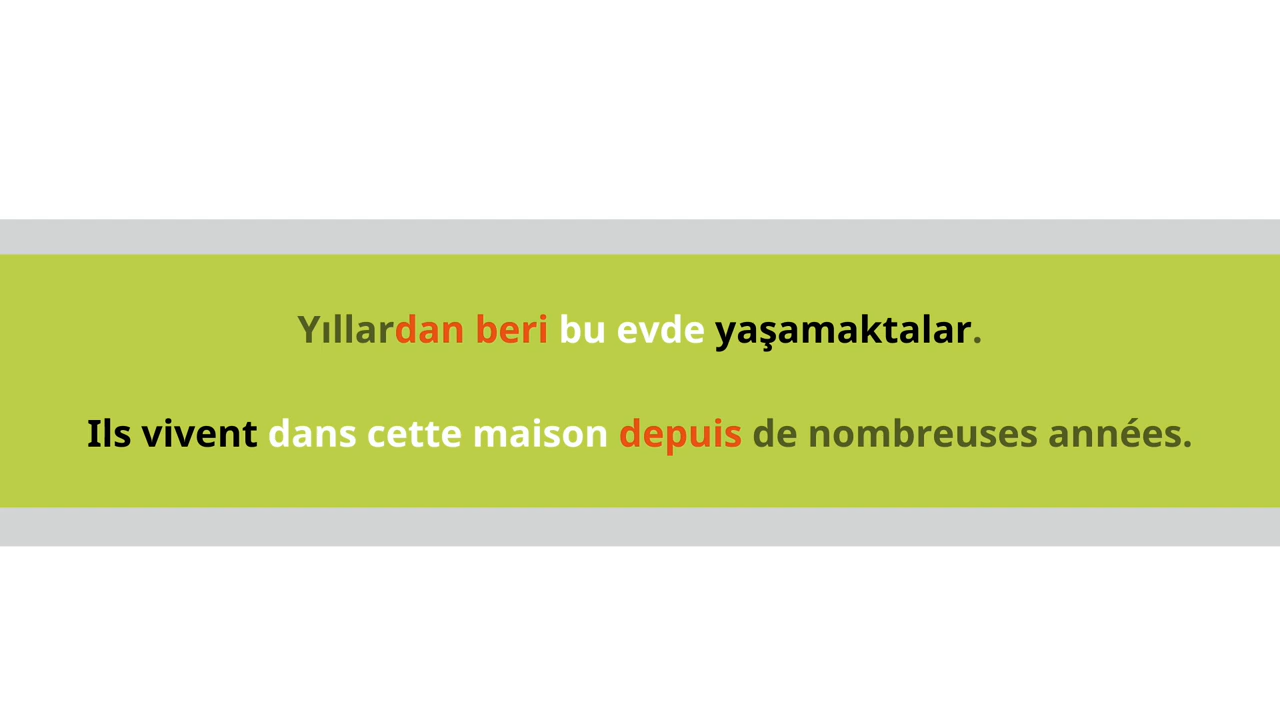 Yıllardan beri bu evde yaşamaktalar.
Ils vivent dans cette maison depuis de nombreuses années.